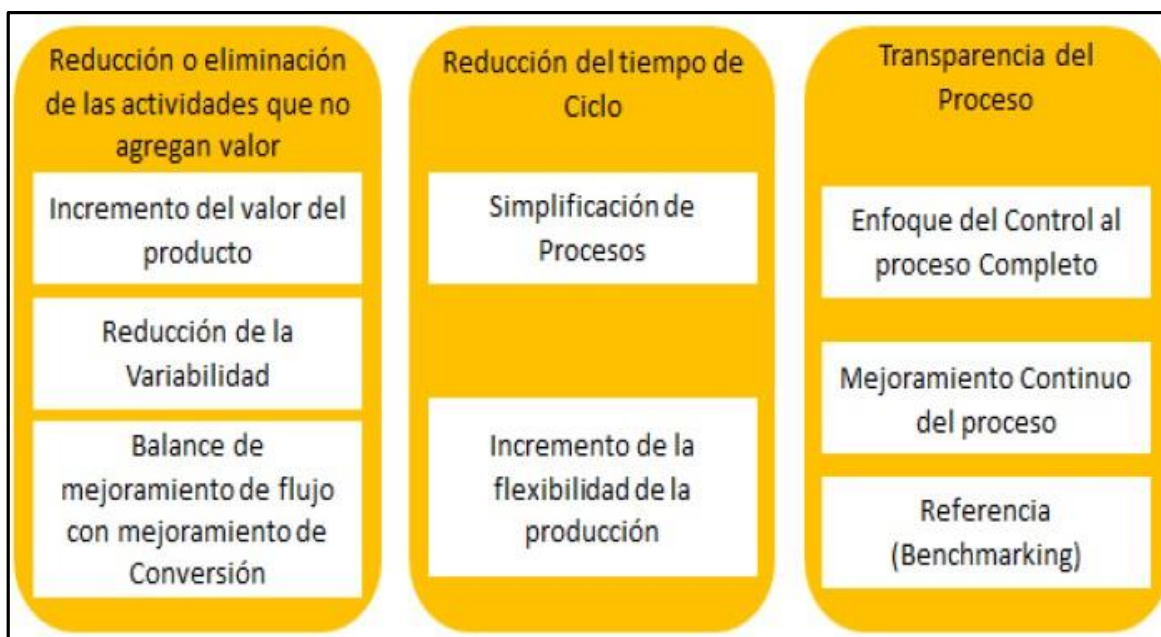 Reducción o eliminación
de las actividades que no
agregan valor
Incremento del valor del
producto
Reducción de la
Variabilidad
Balance de
mejoramiento de flujo
con mejoramiento de
Conversión
Reducción del tiempo de
Ciclo
Simplificación de
Procesos
Incremento de la
flexibilidad de la
producción
Transparencia del
Proceso
Enfoque del Control al
proceso Completo
Mejoramiento Continuo
del proceso
Referencia
(Benchmarking)